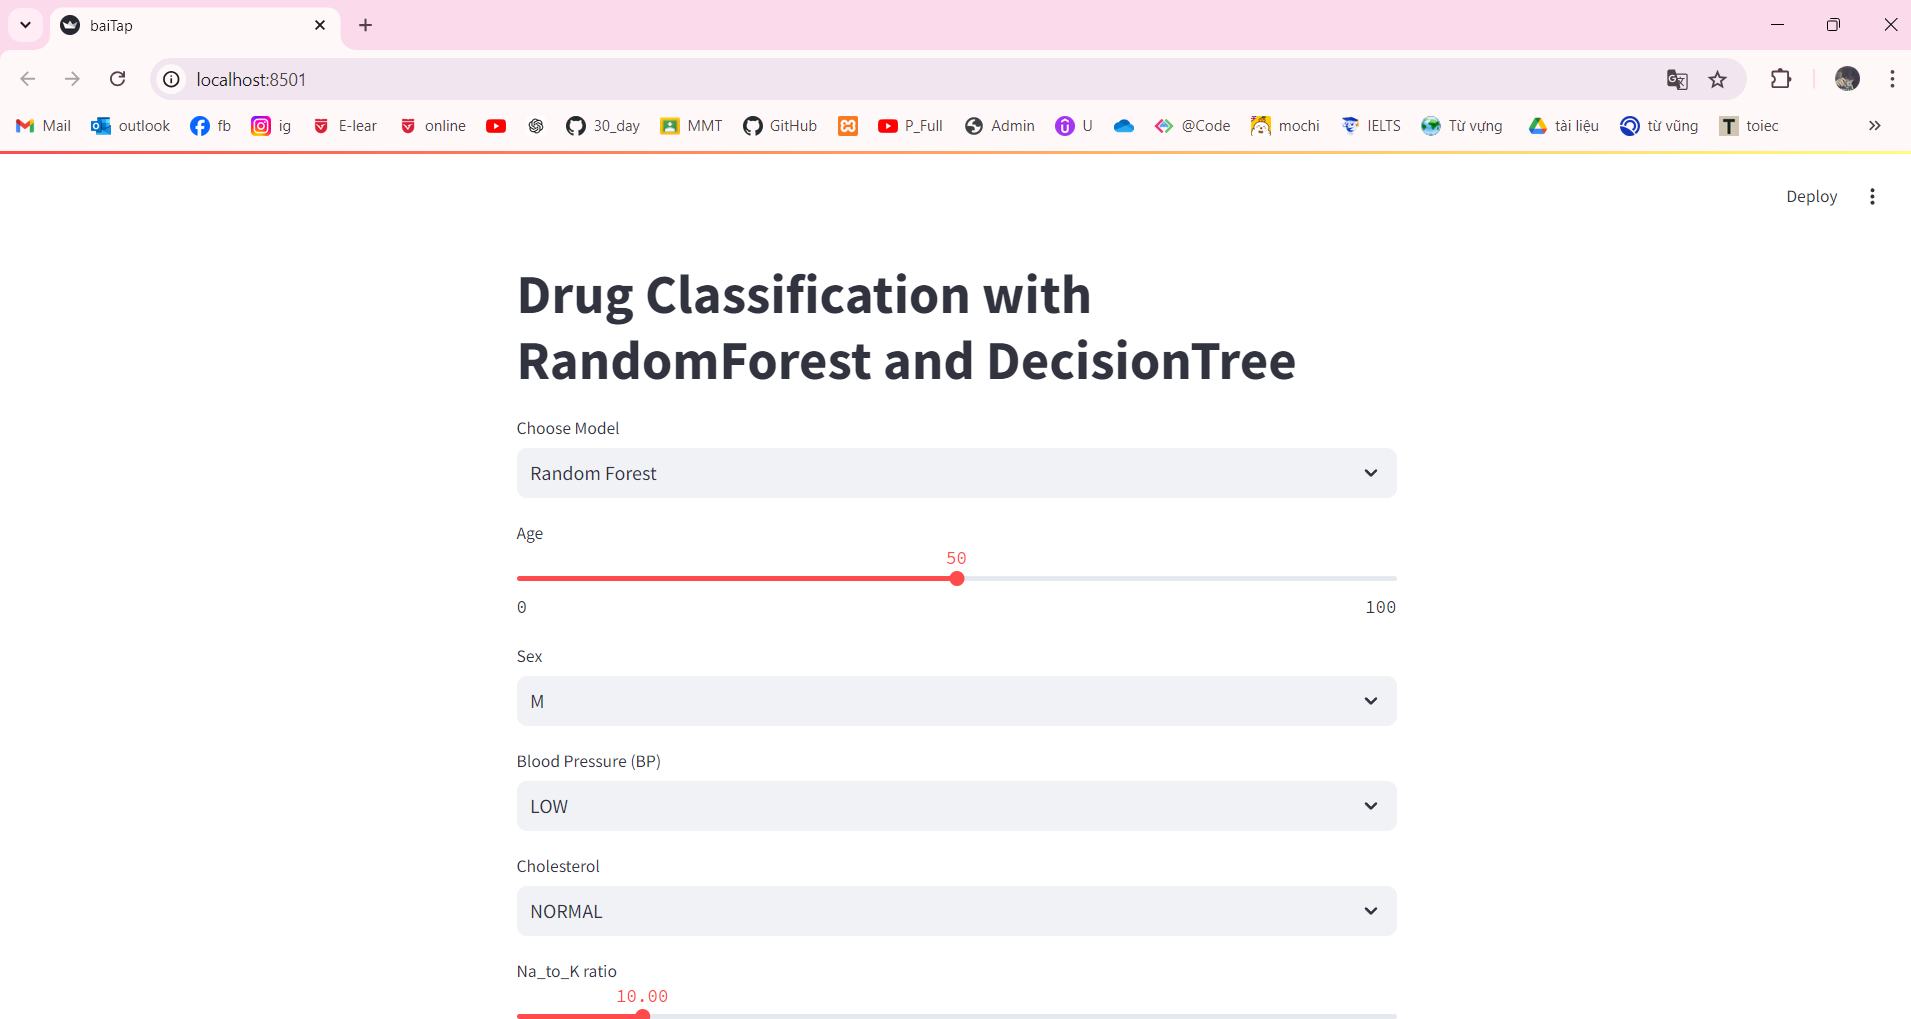 baiTap
localhost:8501
Mail outlook fb ig E-lear online 30_day MMT GitHub P_Full Admin U @Code mochi IELTS Từ vựng tài liệu từ vũng toiec
Deploy
Drug Classification with
RandomForest and DecisionTree
Choose Model
Random Forest
Age
50
0 100
Sex
M
Blood Pressure (BP)
LOW
Cholesterol
NORMAL
Na_to_K ratio
10.00